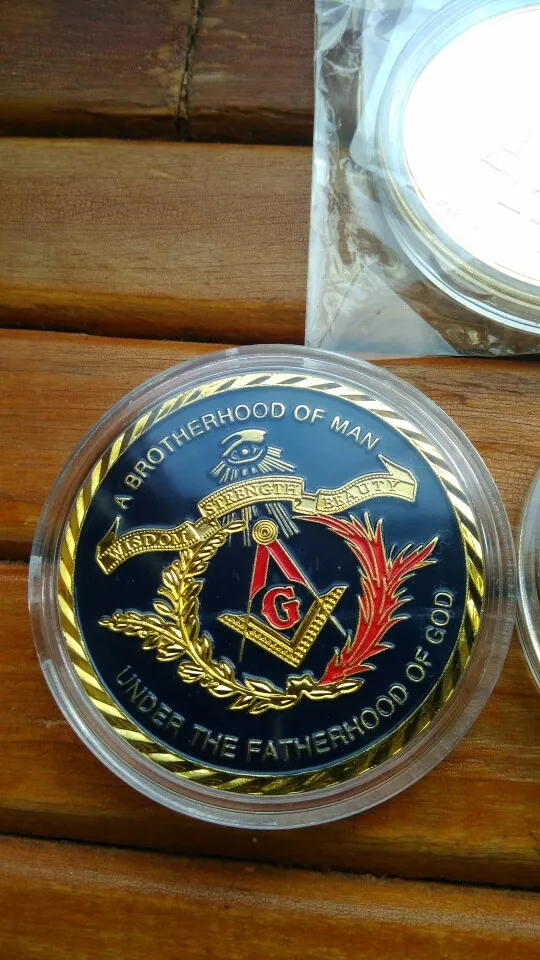 A BROTHERHOOD OF MAN
WISDOM STRENGTH BEAUTY
G
UNDER THE FATHERHOOD OF GOD